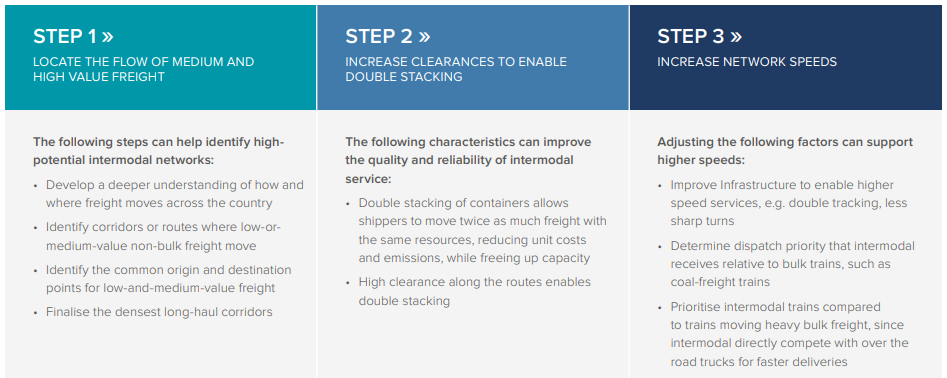 STEP 1 »
LOCATE THE FLOW OF MEDIUM AND
HIGH VALUE FREIGHT
The following steps can help identify high-
potential intermodal networks:
• Develop a deeper understanding of how and
where freight moves across the country
• Identify corridors or routes where low-or-
medium-value non-bulk freight move
• Identify the common origin and destination
points for low-and-medium-value freight
• Finalise the densest long-haul corridors
STEP 2 »
INCREASE CLEARANCES TO ENABLE
DOUBLE STACKING
The following characteristics can improve
the quality and reliability of intermodal
service:
• Double stacking of containers allows
shippers to move twice as much freight with
the same resources, reducing unit costs
and emissions, while freeing up capacity
• High clearance along the routes enables
double stacking
STEP 3 »
INCREASE NETWORK SPEEDS
Adjusting the following factors can support
higher speeds:
• Improve Infrastructure to enable higher
speed services, e.g. double tracking, less
sharp turns
• Determine dispatch priority that intermodal
receives relative to bulk trains, such as
coal-freight trains
• Prioritise intermodal trains compared
to trains moving heavy bulk freight, since
intermodal directly compete with over the
road trucks for faster deliveries